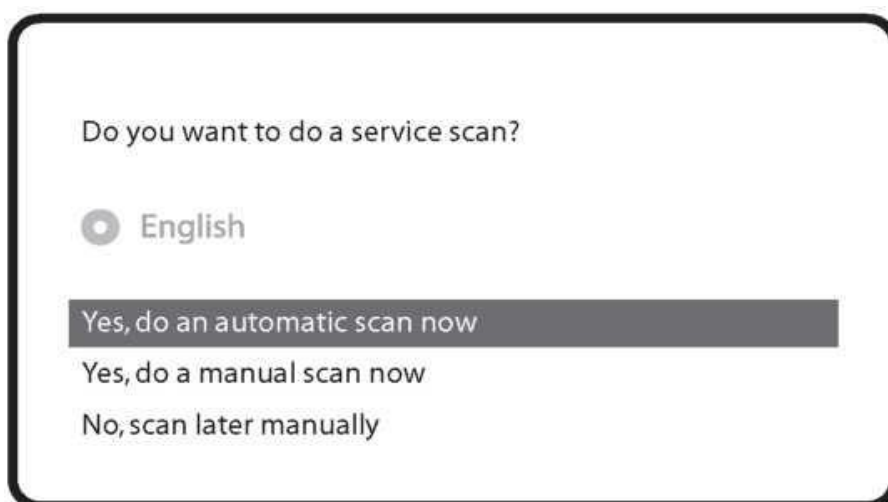 Do you want to do a service scan?
English
Yes, do an automatic scan now
Yes, do a manual scan now
No, scan later manually